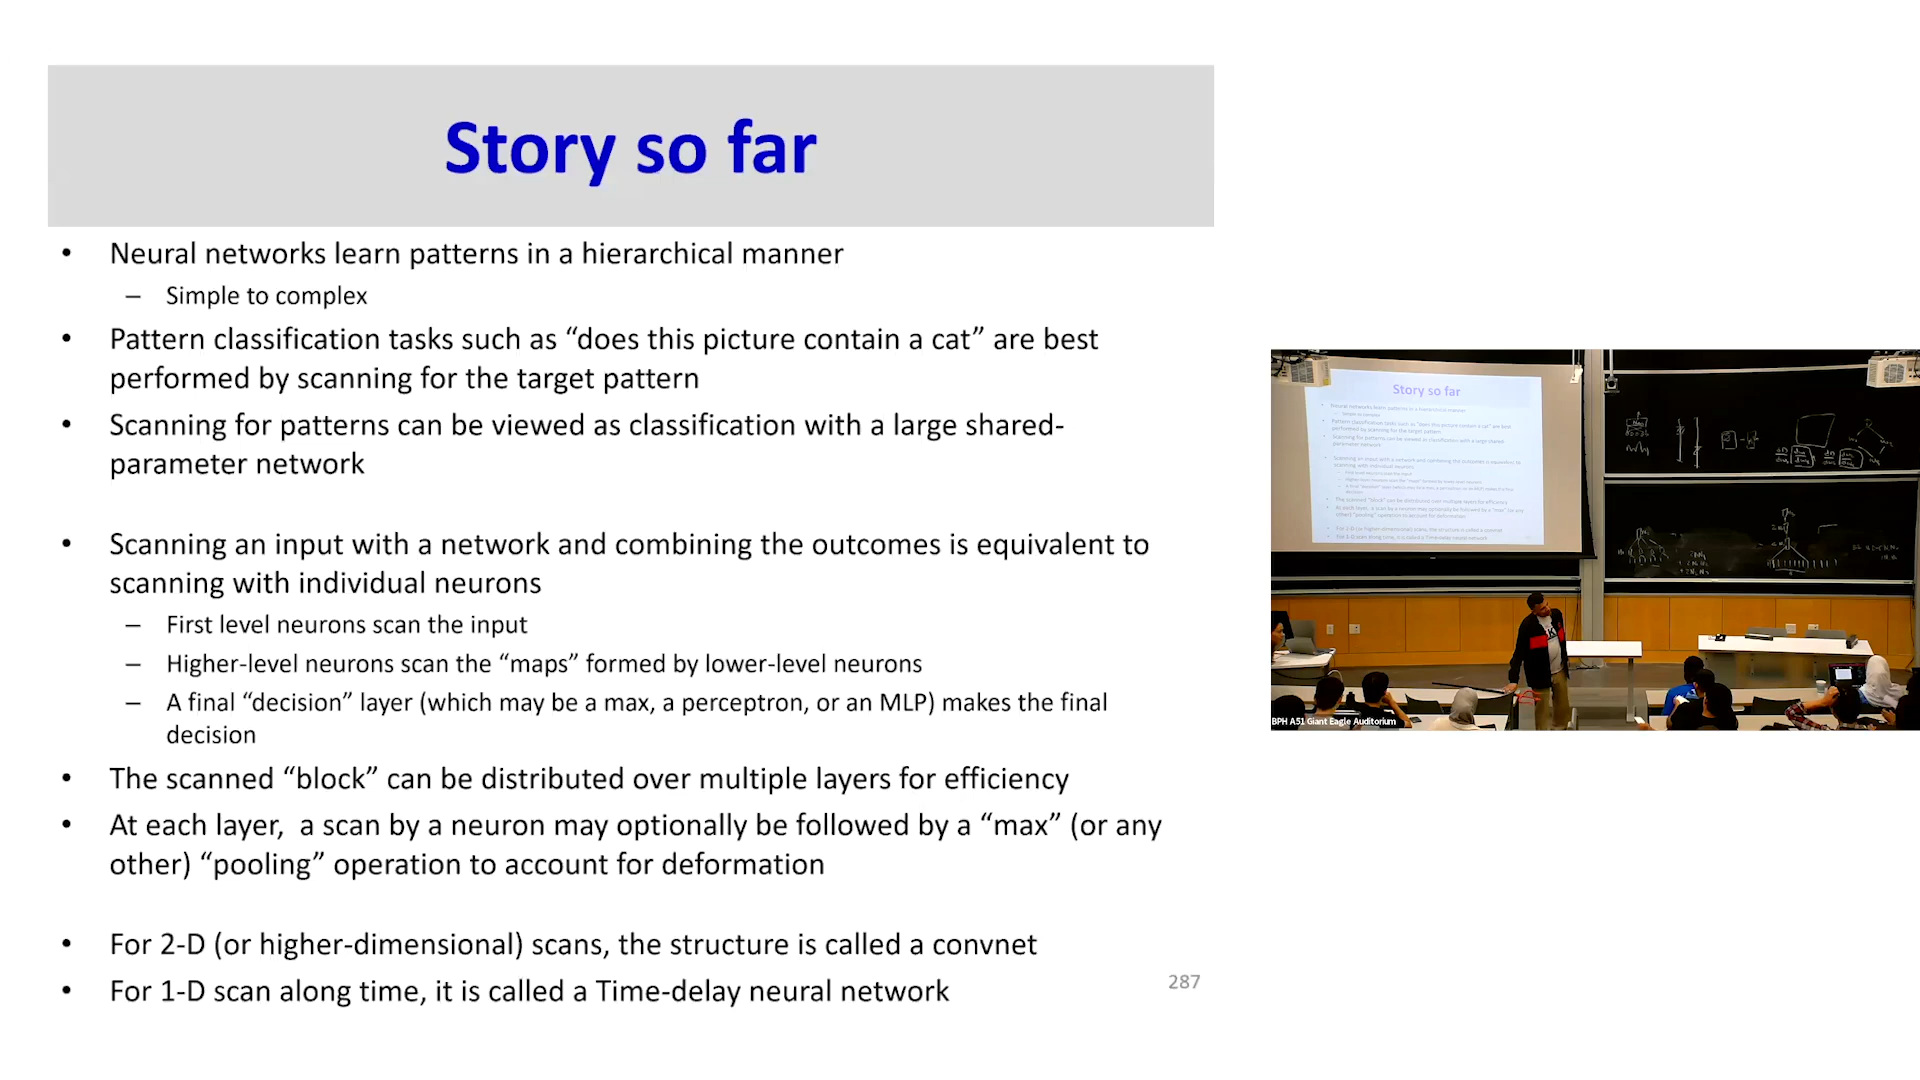 Story so far
• Neural networks learn patterns in a hierarchical manner
– Simple to complex
• Pattern classification tasks such as “does this picture contain a cat” are best
performed by scanning for the target pattern
• Scanning for patterns can be viewed as classification with a large shared-
parameter network
• Scanning an input with a network and combining the outcomes is equivalent to
scanning with individual neurons
– First level neurons scan the input
– Higher-level neurons scan the “maps” formed by lower-level neurons
– A final “decision” layer (which may be a max, a perceptron, or an MLP) makes the final
decision
• The scanned “block” can be distributed over multiple layers for efficiency
• At each layer,  a scan by a neuron may optionally be followed by a “max” (or any
other) “pooling” operation to account for deformation
• For 2-D (or higher-dimensional) scans, the structure is called a convnet
• For 1-D scan along time, it is called a Time-delay neural network
287
Story so far
BPH A51 Giant Eagle Auditorium